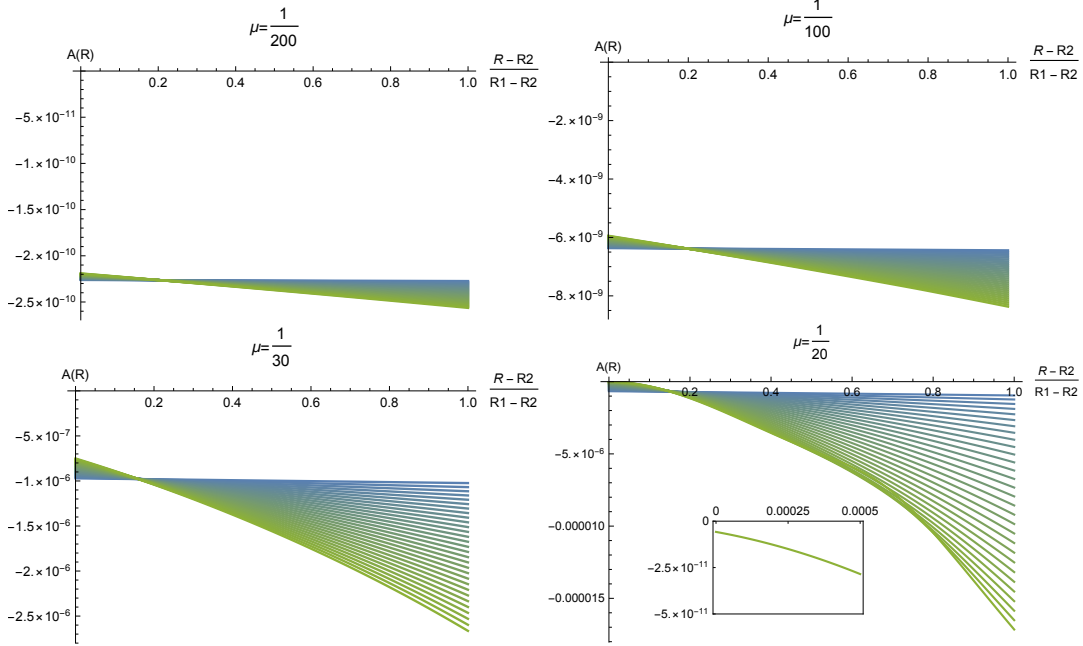 μ= 1/200
A(R)
R − R2
R1 − R2
0.2 0.4 0.6 0.8 1.0
−5.×10⁻¹¹
−1.×10⁻¹⁰
−1.5×10⁻¹⁰
−2.×10⁻¹⁰
−2.5×10⁻¹⁰
μ= 1/100
A(R)
R − R2
R1 − R2
0.2 0.4 0.6 0.8 1.0
−2.×10⁻⁹
−4.×10⁻⁹
−6.×10⁻⁹
−8.×10⁻⁹
μ= 1/30
A(R)
R − R2
R1 − R2
0.2 0.4 0.6 0.8 1.0
−5.×10⁻⁷
−1.×10⁻⁶
−1.5×10⁻⁶
−2.×10⁻⁶
−2.5×10⁻⁶
μ= 1/20
A(R)
R − R2
R1 − R2
0.2 0.4 0.6 0.8 1.0
−5.×10⁻⁶
−0.000010
−0.000015
0 0.00025 0.0005
0
−2.5×10⁻¹¹
−5.×10⁻¹¹